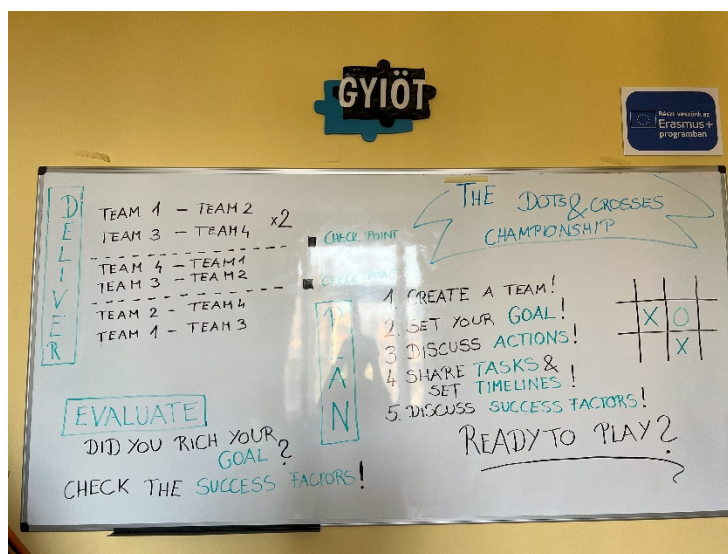 GYIÖT
Részt veszünk az
Erasmus+
programban
DELIVER
TEAM 1 - TEAM 2
TEAM 3 - TEAM 4
x2
CHECK POINT
TEAM 4 - TEAM 1
TEAM 3 - TEAM 2
CHECK POINT
TEAM 2 - TEAM 4
TEAM 1 - TEAM 3
EVALUATE
DID YOU RICH YOUR
GOAL?
CHECK THE SUCCESS FACTORS!
THE DOTS & CROSSES
CHAMPIONSHIP
PLAN
1. CREATE A TEAM!
2. SET YOUR GOAL!
3 DISCUSS ACTIONS!
4 SHARE TASKS &
SET TIMELINES!
5. DISCUSS SUCCESS FACTORS!
READY TO PLAY?
X O
X